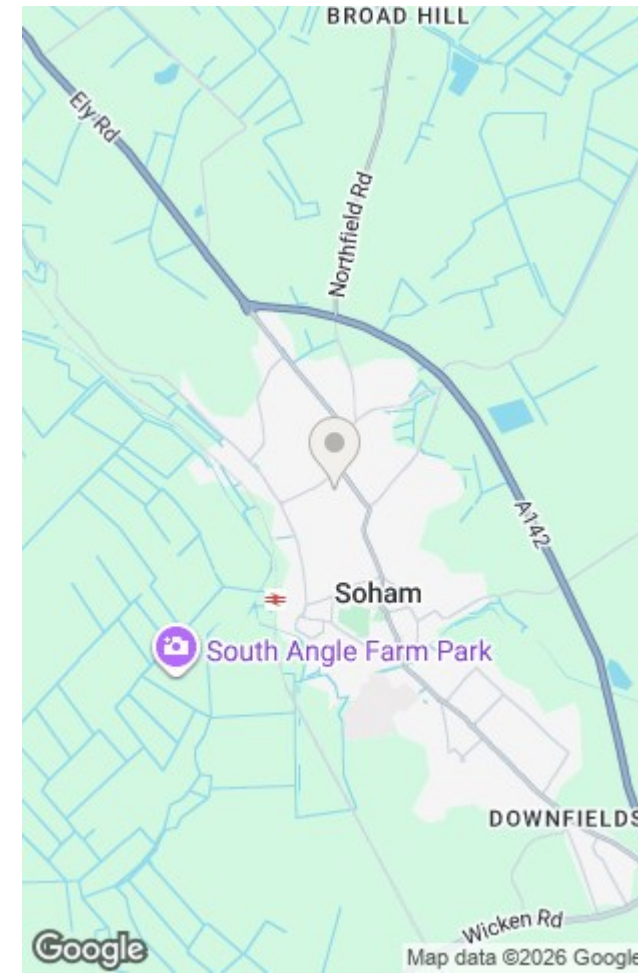 BROAD HILL
Ely Rd
Northfield Rd
A142
Soham
South Angle Farm Park
DOWNFIELDS
Wicken Rd
Google
Map data ©2026 Google